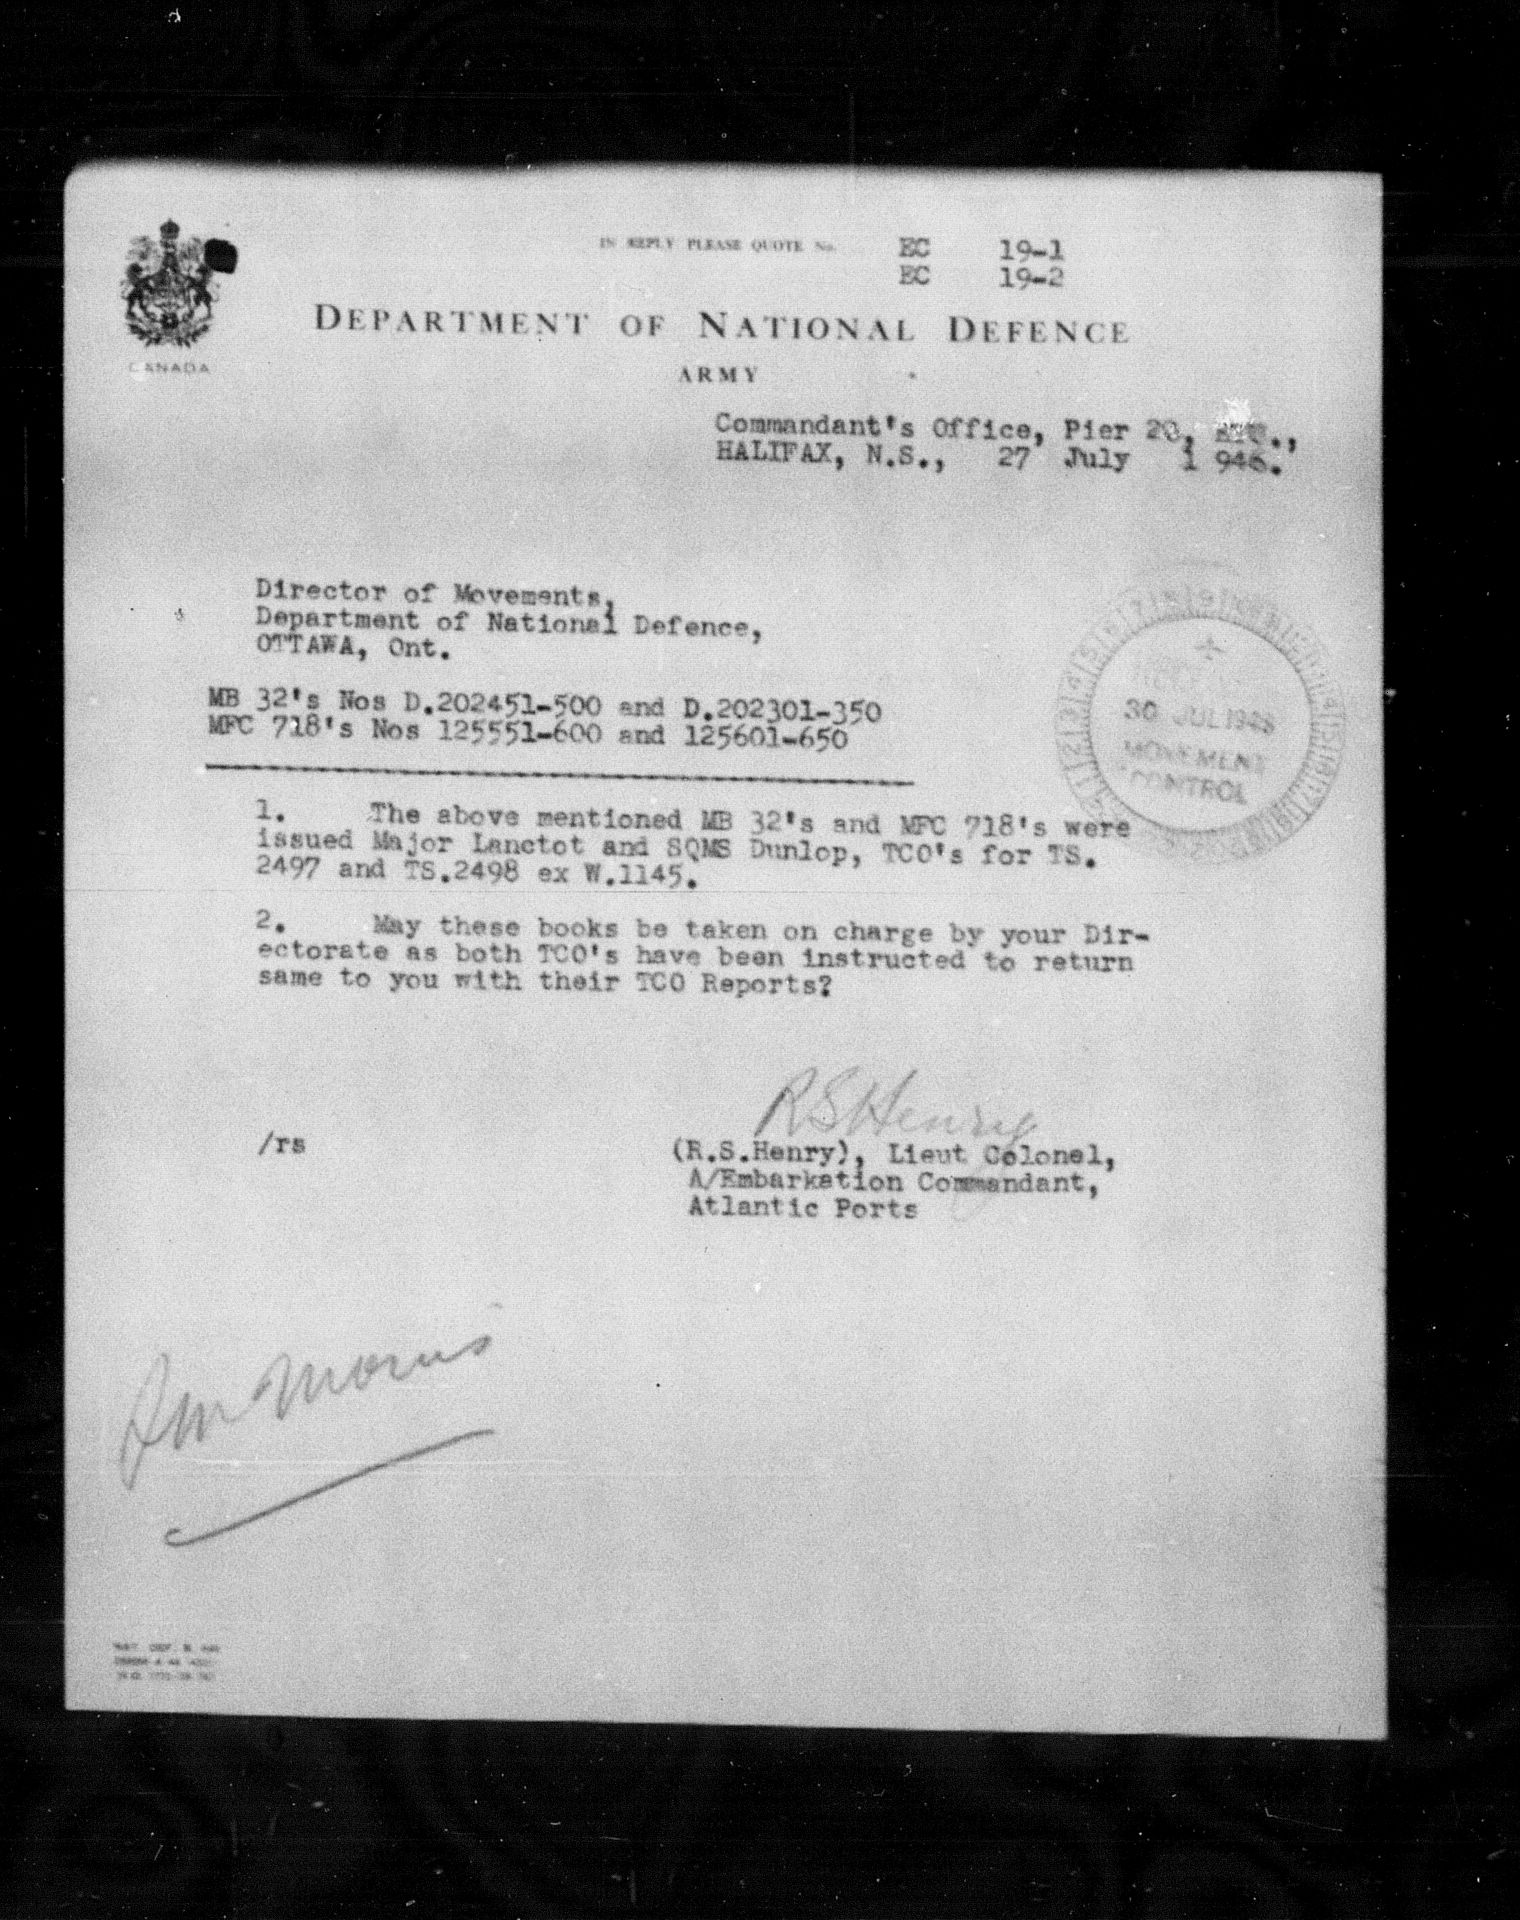 IN REPLY PLEASE QUOTE No. EC 19-1
EC 19-2
CANADA
DEPARTMENT OF NATIONAL DEFENCE
ARMY
Commandant's Office, Pier 20,
HALIFAX, N.S., 27 July 1 946.
Director of Movements,
Department of National Defence,
OTTAWA, Ont.
30 JUL 1946
MOVEMENT
CONTROL
MB 32's Nos D.202451-500 and D.202301-350
MFC 718's Nos 125551-600 and 125601-650
1. The above mentioned MB 32's and MFC 718's were
issued Major Lanctot and SQMS Dunlop, TCO's for TS.
2497 and TS.2498 ex W.1145.
2. May these books be taken on charge by your Dir-
ectorate as both TCO's have been instructed to return
same to you with their TCO Reports?
RSHenry
/rs
(R.S.Henry), Lieut Colonel,
A/Embarkation Commandant,
Atlantic Ports
Morris